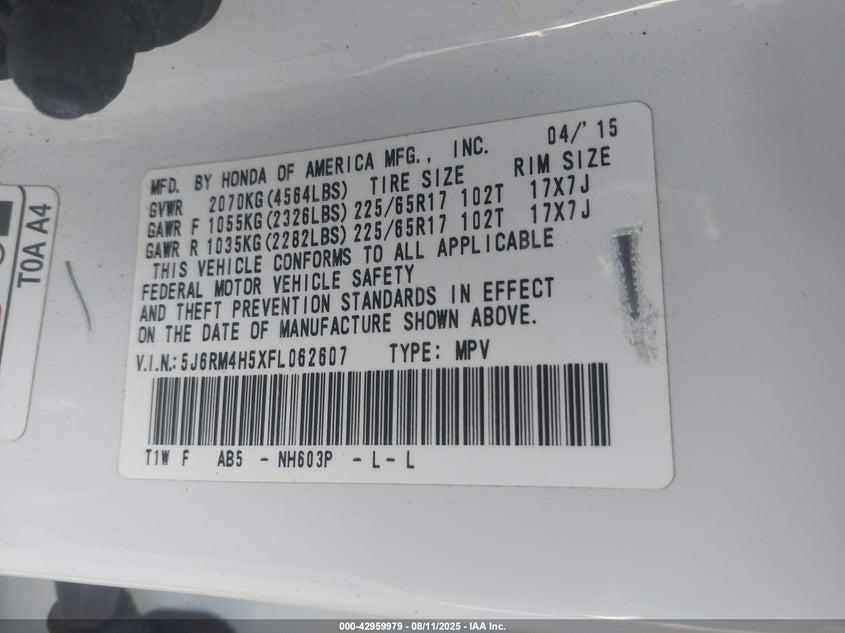 MFD. BY HONDA OF AMERICA MFG., INC. 04/'15
GVWR 2070KG(4564LBS) TIRE SIZE RIM SIZE
GAWR F 1055KG(2326LBS) 225/65R17 102T 17X7J
GAWR R 1035KG(2282LBS) 225/65R17 102T 17X7J
THIS VEHICLE CONFORMS TO ALL APPLICABLE
FEDERAL MOTOR VEHICLE SAFETY
AND THEFT PREVENTION STANDARDS IN EFFECT
ON THE DATE OF MANUFACTURE SHOWN ABOVE.
V.I.N.: 5J6RM4H5XFL062607 TYPE: MPV
T1W F AB5 - NH603P - L - L
T0A A4
000-42959979 - 08/11/2025 - IAA Inc.